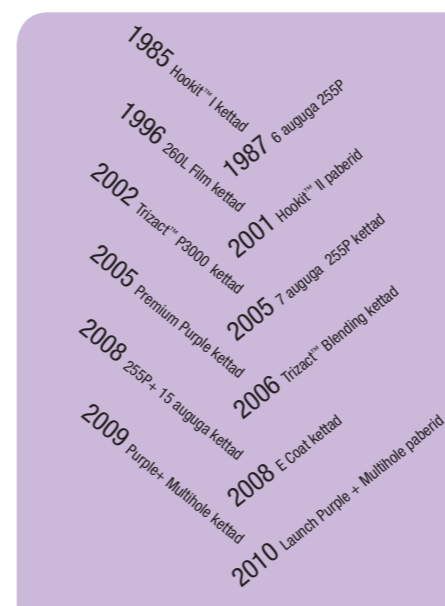 1985 Hookit™ I kettad
1987 6 auguga 255P
1996 260L Film kettad
2001 Hookit™ II paberid
2002 Trizact™ P3000 kettad
2005 7 auguga 255P kettad
2005 Premium Purple kettad
2006 Trizact™ Blending kettad
2008 255P+ 15 auguga kettad
2008 E Coat kettad
2009 Purple+ Multihole kettad
2010 Launch Purple + Multihole paberid